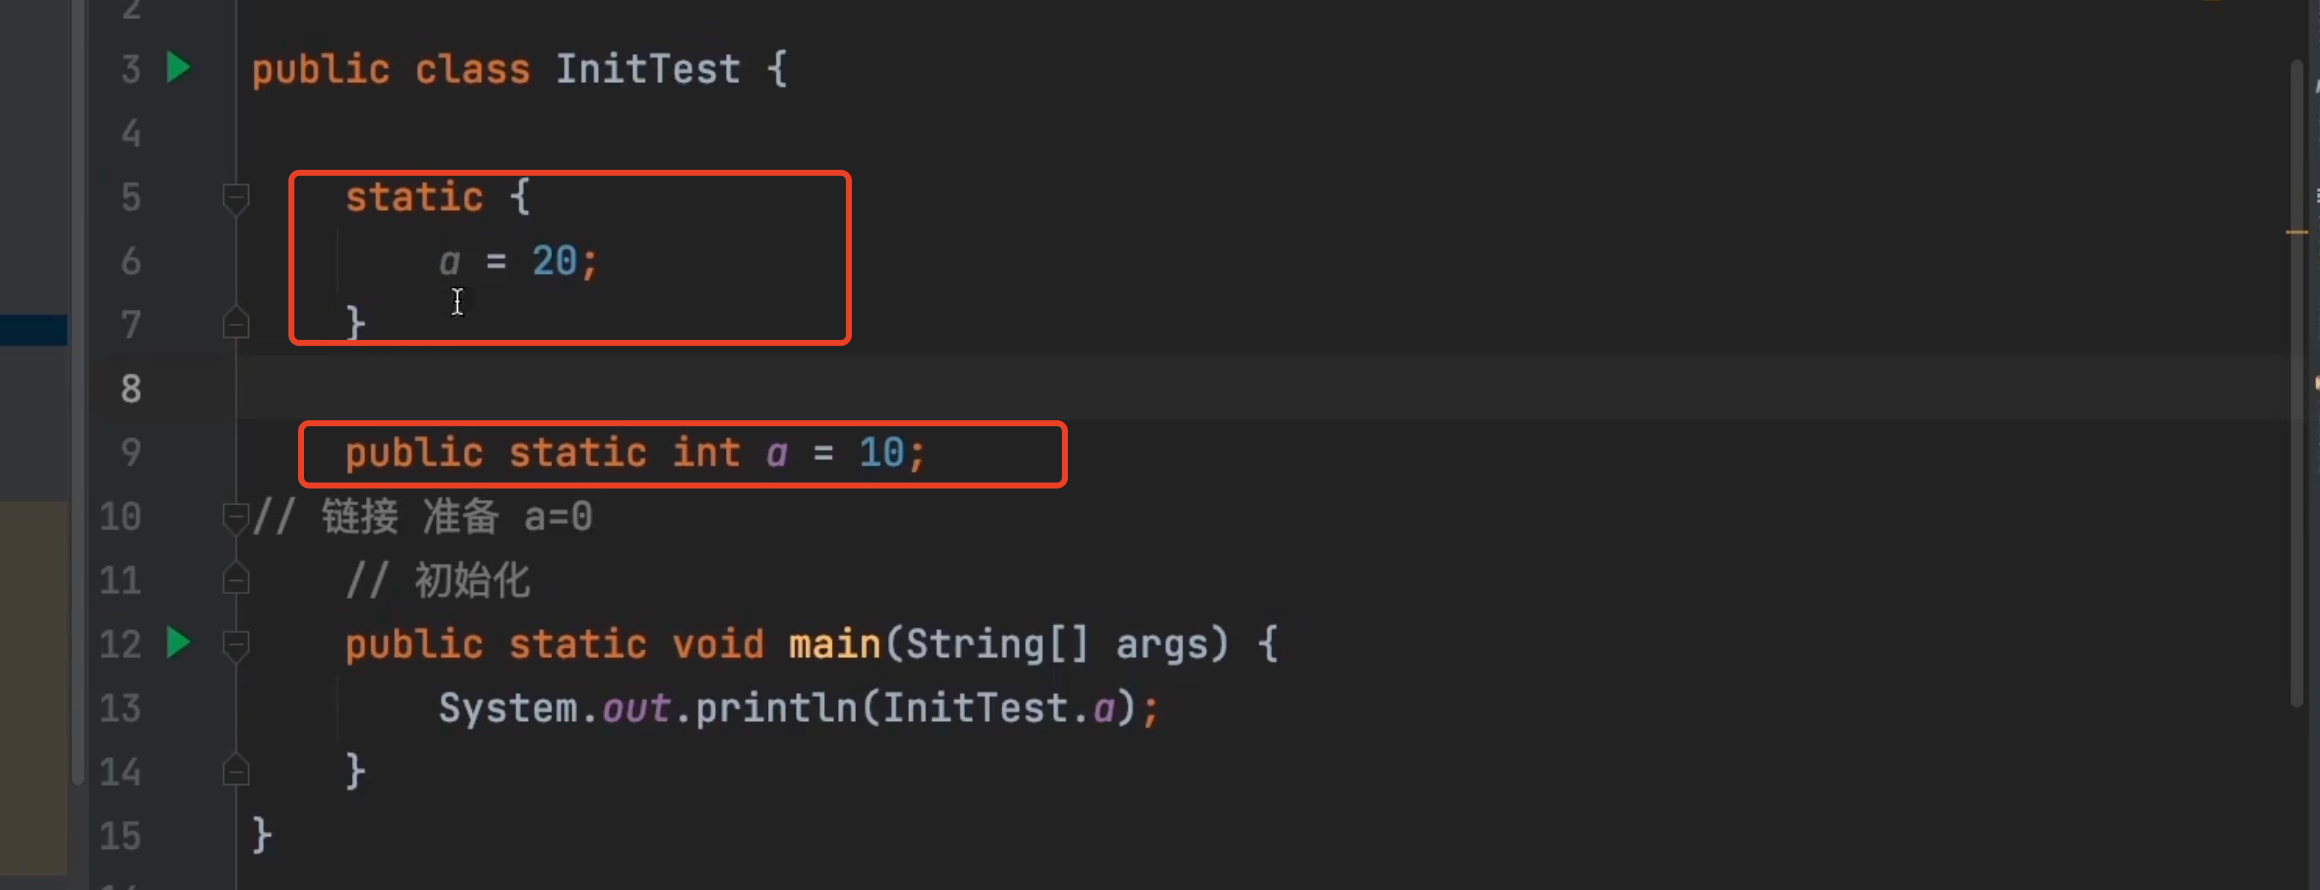 2
3 public class InitTest {
4
5 static {
6 a = 20;
7 }
8
9 public static int a = 10;
10 // 链接 准备 a=0
11 // 初始化
12 public static void main(String[] args) {
13 System.out.println(InitTest.a);
14 }
15 }